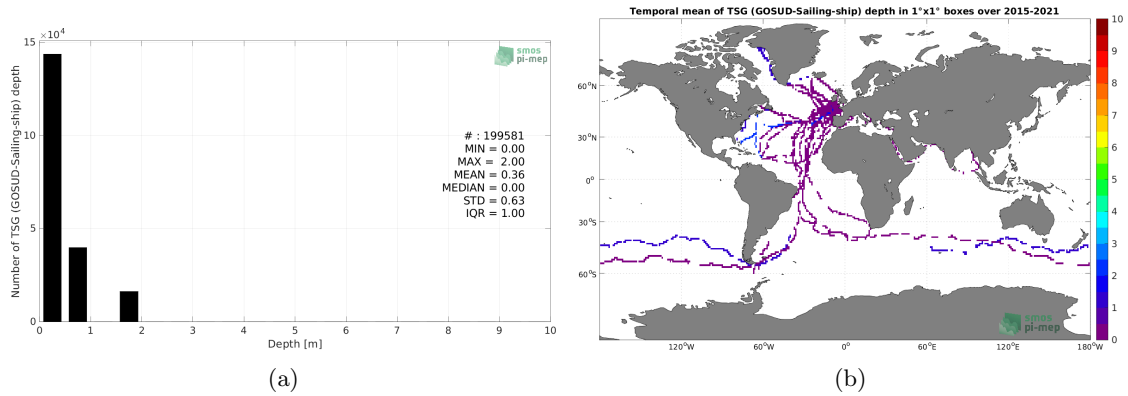 Temporal mean of TSG (GOSUD-Sailing-ship) depth in 1°x1° boxes over 2015-2021
×10⁴
15
10
5
0
Number of TSG (GOSUD-Sailing-ship) depth
smos
pi-mep
# : 199581
MIN = 0.00
MAX = 2.00
MEAN = 0.36
MEDIAN = 0.00
STD = 0.63
IQR = 1.00
0 1 2 3 4 5 6 7 8 9 10
Depth [m]
(a)
60°N
30°N
0°
30°S
60°S
120°W 60°W 0° 60°E 120°E 180°E
smos
pi-mep
10
9
8
7
6
5
4
3
2
1
0
(b)